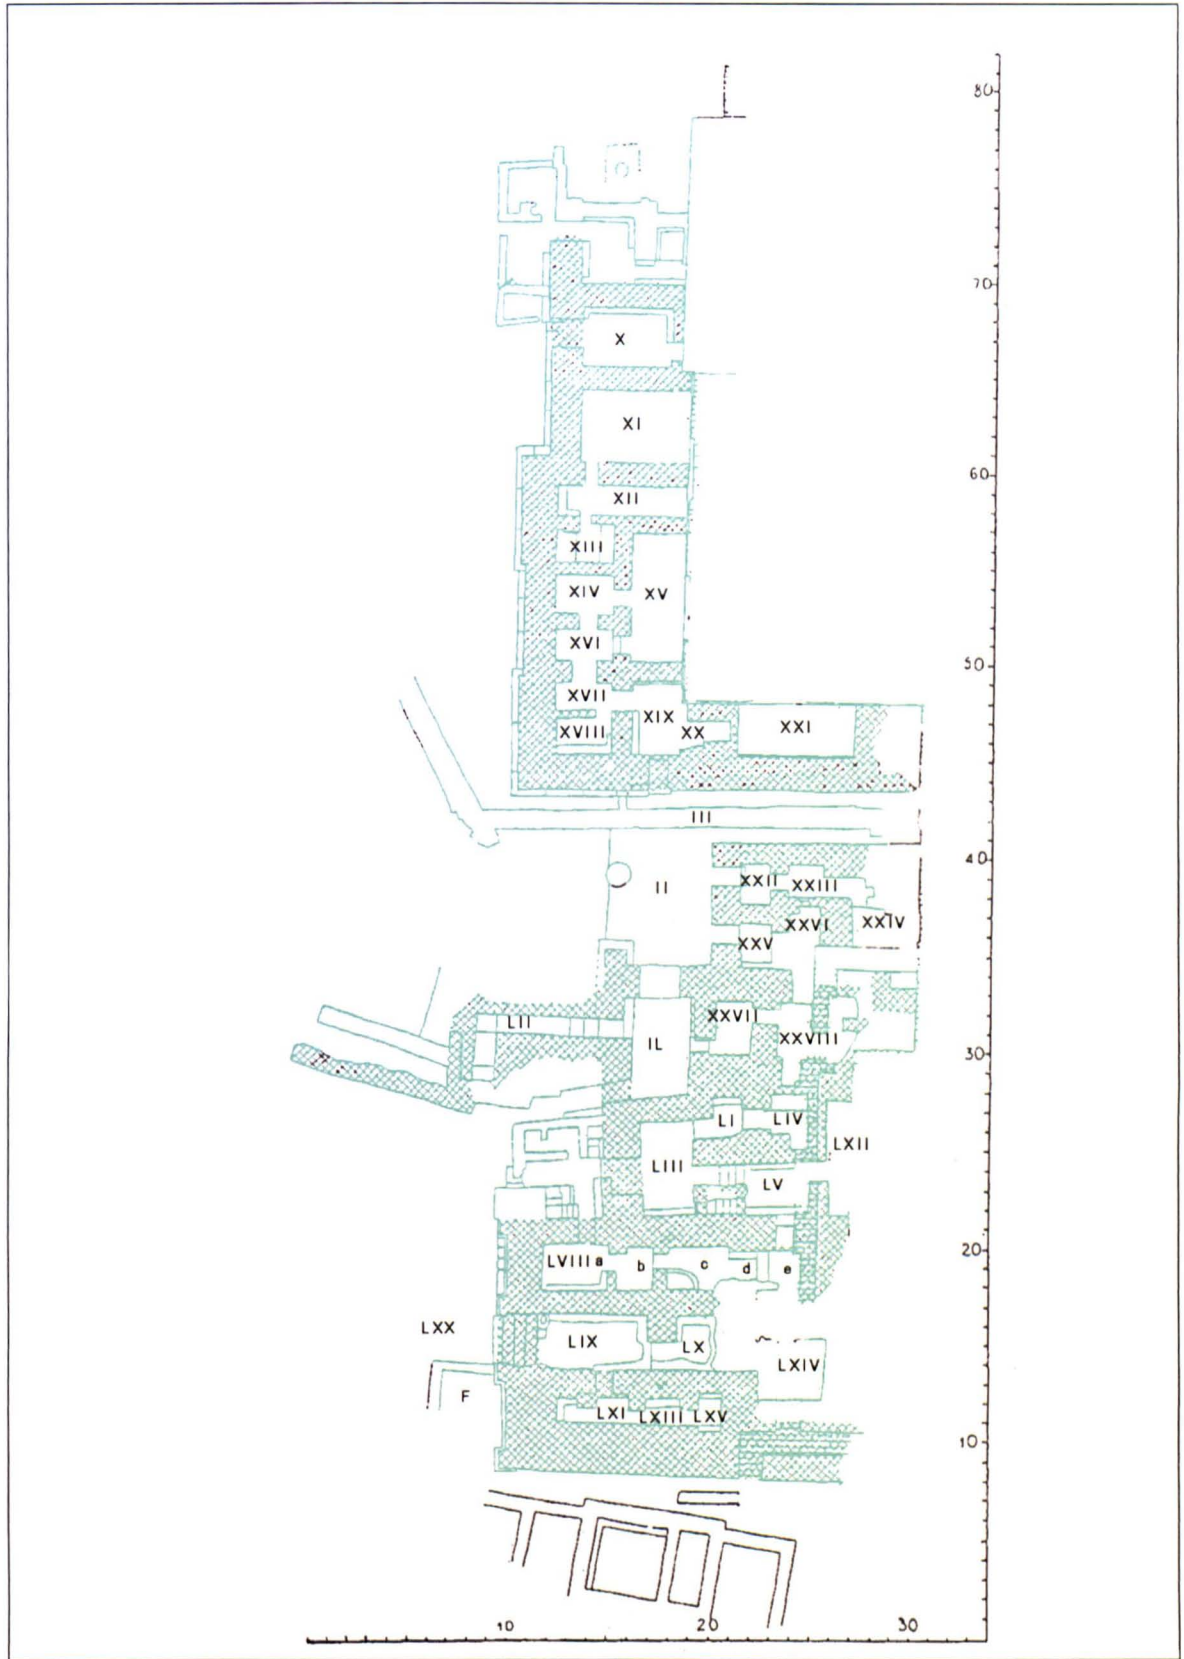 80
70
X
XI
60
XII
XIII
XIV XV
XVI
50
XVII
XIX
XVIII XX XXI
III
40
II XXII XXIII
XXVI XXIV
XXV
LII XXVII
IL XXVIII
30
LI LIV
LXII
LIII
LV
20
LVIII a b c d e
LXX
LIX LX
LXIV
F
LXI LXIII LXV
10
10 20 30